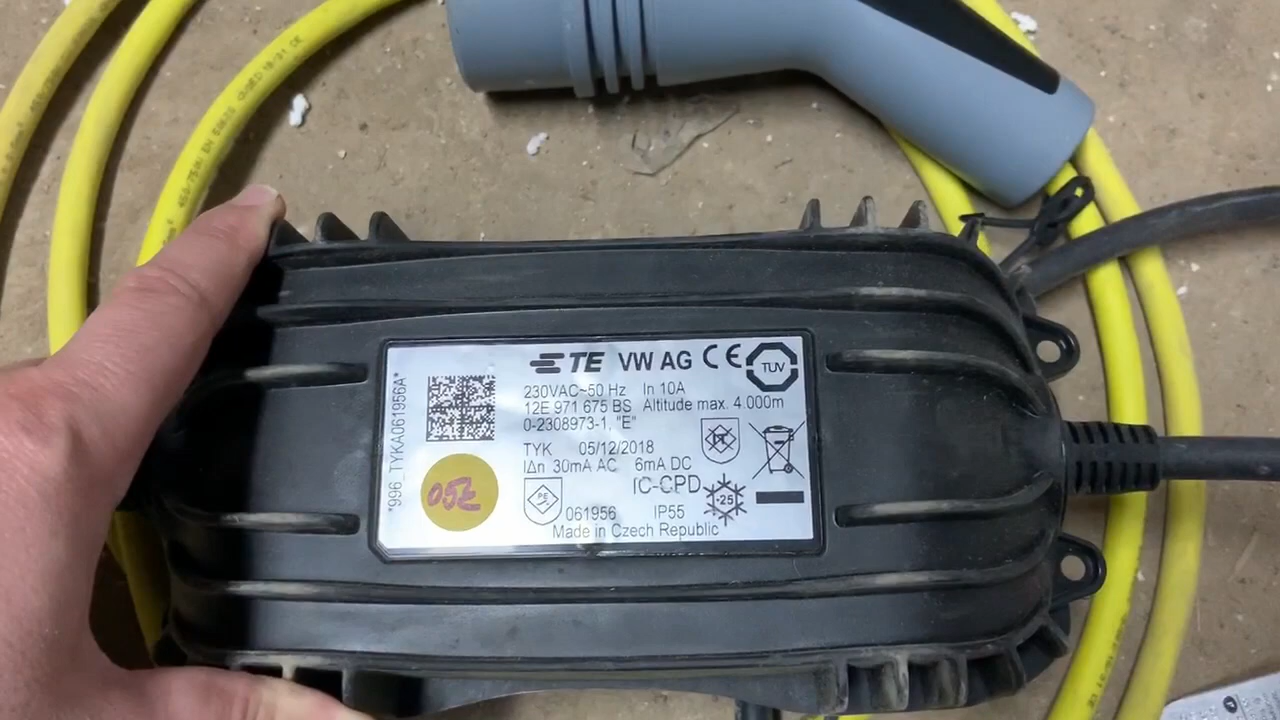 TE VW AG CE TÜV
230VAC~50 Hz In 10A
12E 971 675 BS Altitude max. 4.000m
0-2308973-1, "E"
TYK 05/12/2018
IΔn 30mA AC 6mA DC
IC-CPD
-25
PE
061956 IP55
Made in Czech Republic
*996_TYKA061956A*